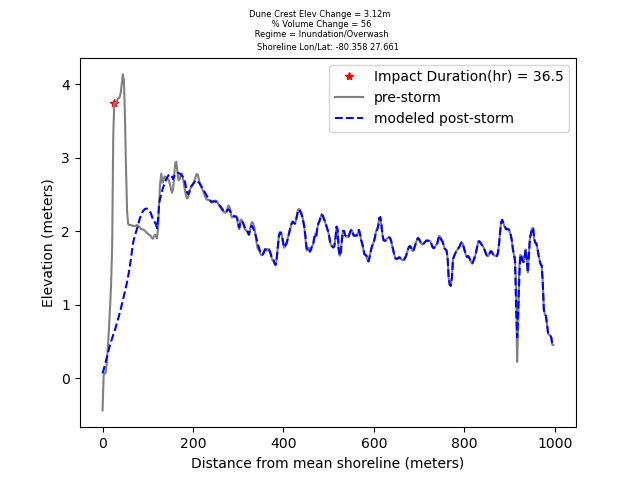 Dune Crest Elev Change = 3.12m
% Volume Change = 56
Regime = Inundation/Overwash
Shoreline Lon/Lat: -80.358 27.661
Impact Duration(hr) = 36.5
pre-storm
modeled post-storm
Elevation (meters)
4
3
2
1
0
0 200 400 600 800 1000
Distance from mean shoreline (meters)